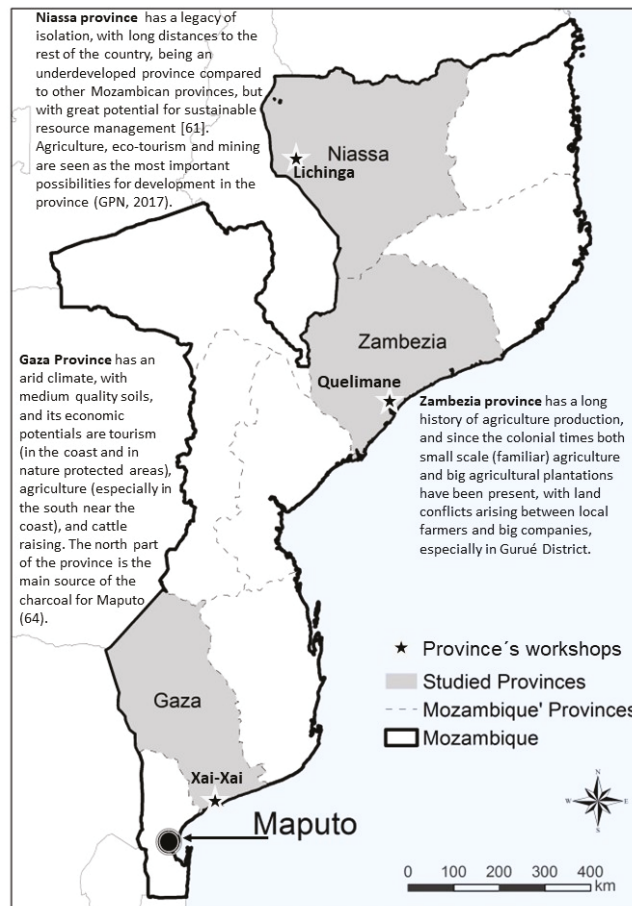 Niassa province has a legacy of
isolation, with long distances to the
rest of the country, being an
underdeveloped province compared
to other Mozambican provinces, but
with great potential for sustainable
resource management [61].
Agriculture, eco-tourism and mining
are seen as the most important
possibilities for development in the
province (GPN, 2017).
Niassa
Lichinga
Zambezia
Quelimane
Gaza Province has an
arid climate, with
medium quality soils,
and its economic
potentials are tourism
(in the coast and in
nature protected areas),
agriculture (especially in
the south near the
coast), and cattle
raising. The north part
of the province is the
main source of the
charcoal for Maputo
(64).
Zambezia province has a long
history of agriculture production,
and since the colonial times both
small scale (familiar) agriculture
and big agricultural plantations
have been present, with land
conflicts arising between local
farmers and big companies,
especially in Gurué District.
Gaza
Xai-Xai
Maputo
Province´s workshops
Studied Provinces
Mozambique' Provinces
Mozambique
N
W E
S
0 100 200 300 400
km